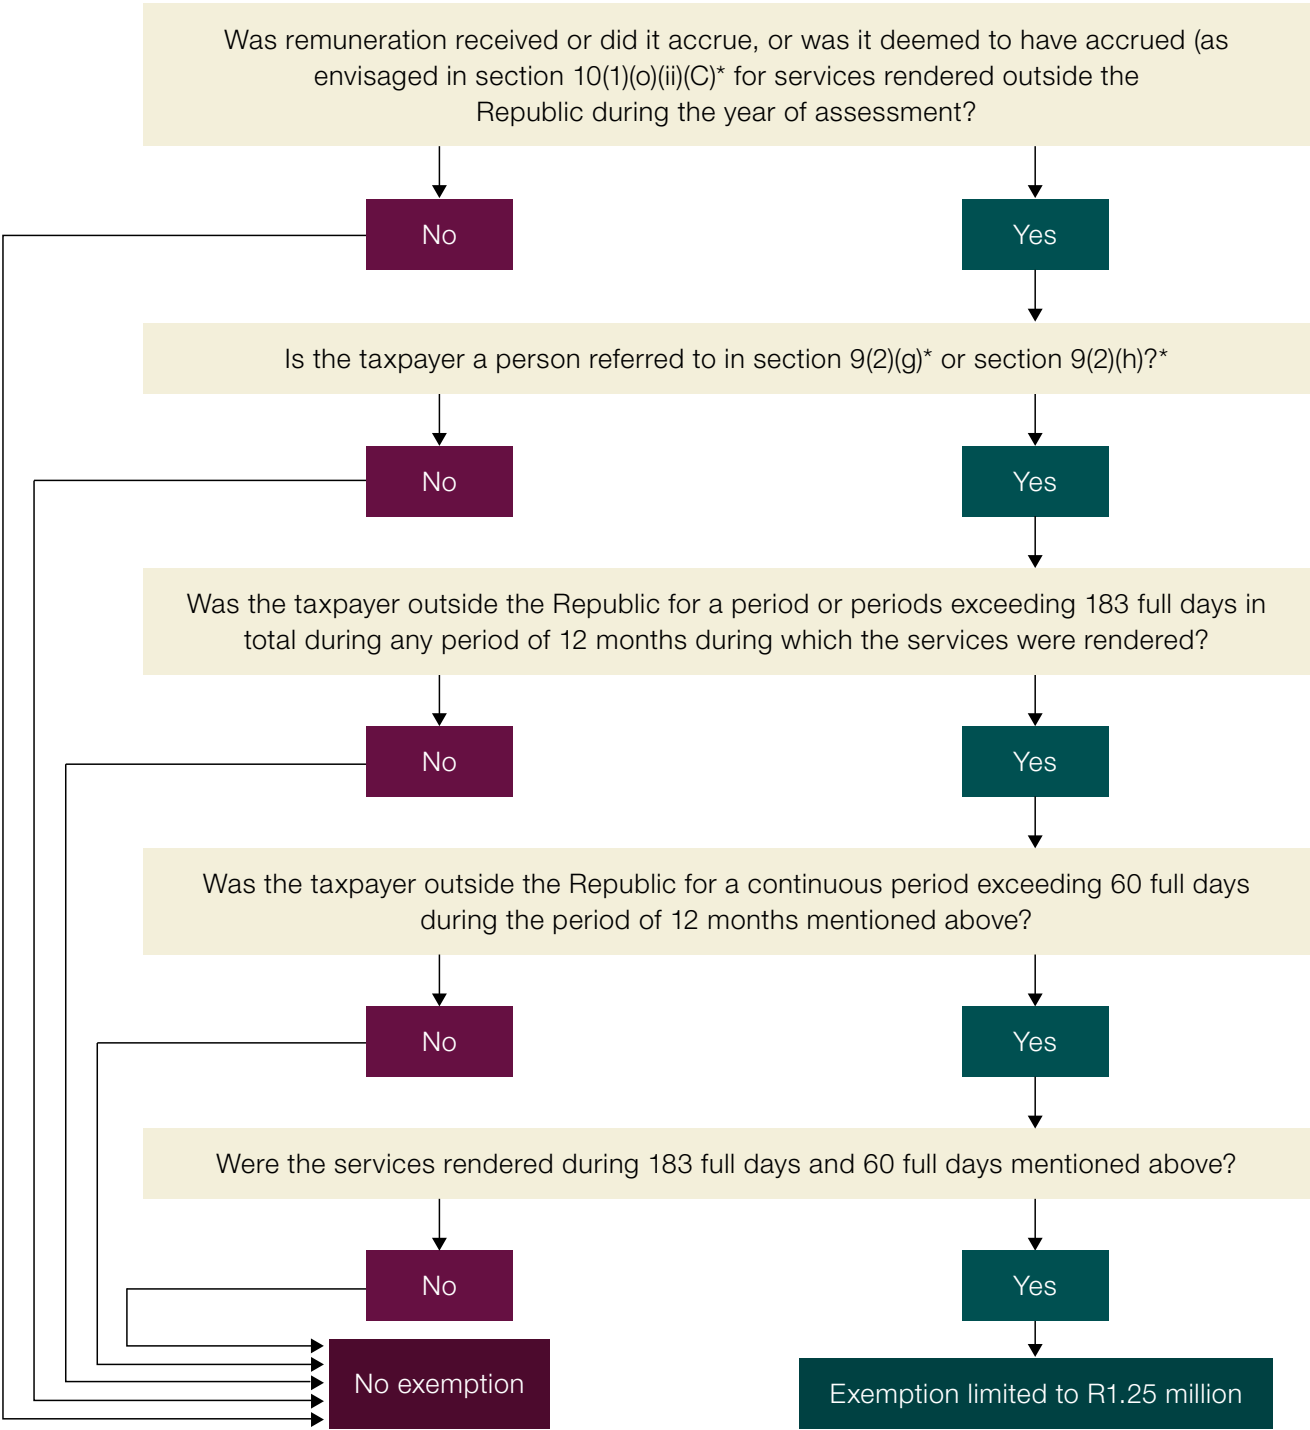 Was remuneration received or did it accrue, or was it deemed to have accrued (as
envisaged in section 10(1)(o)(ii)(C)* for services rendered outside the
Republic during the year of assessment?
No
Yes
Is the taxpayer a person referred to in section 9(2)(g)* or section 9(2)(h)?*
No
Yes
Was the taxpayer outside the Republic for a period or periods exceeding 183 full days in
total during any period of 12 months during which the services were rendered?
No
Yes
Was the taxpayer outside the Republic for a continuous period exceeding 60 full days
during the period of 12 months mentioned above?
No
Yes
Were the services rendered during 183 full days and 60 full days mentioned above?
No
Yes
No exemption
Exemption limited to R1.25 million